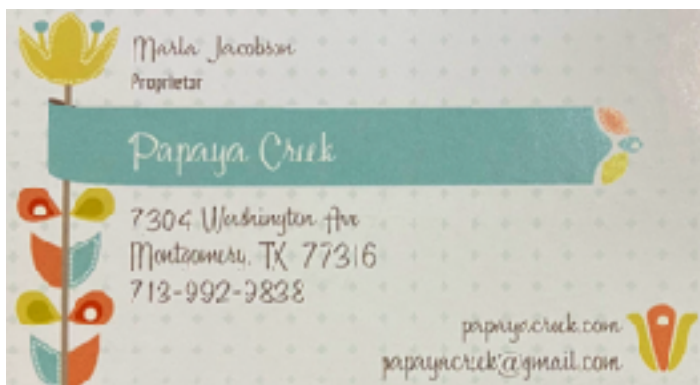 Marla Jacobson
Proprietor
Papaya Creek
7304 Washington Ave
Montgomery, TX 77316
713-992-9838
papayacreek.com
papayacreek@gmail.com